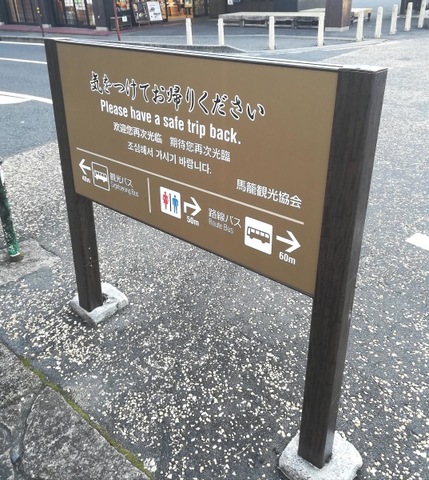 気をつけてお帰りください
Please have a safe trip back.
欢迎您再次光临 期待您再次光臨
조심해서 가시기 바랍니다.
馬籠観光協会
観光バス
Sightseeing Bus
40m
50m
路線バス
Route Bus
60m